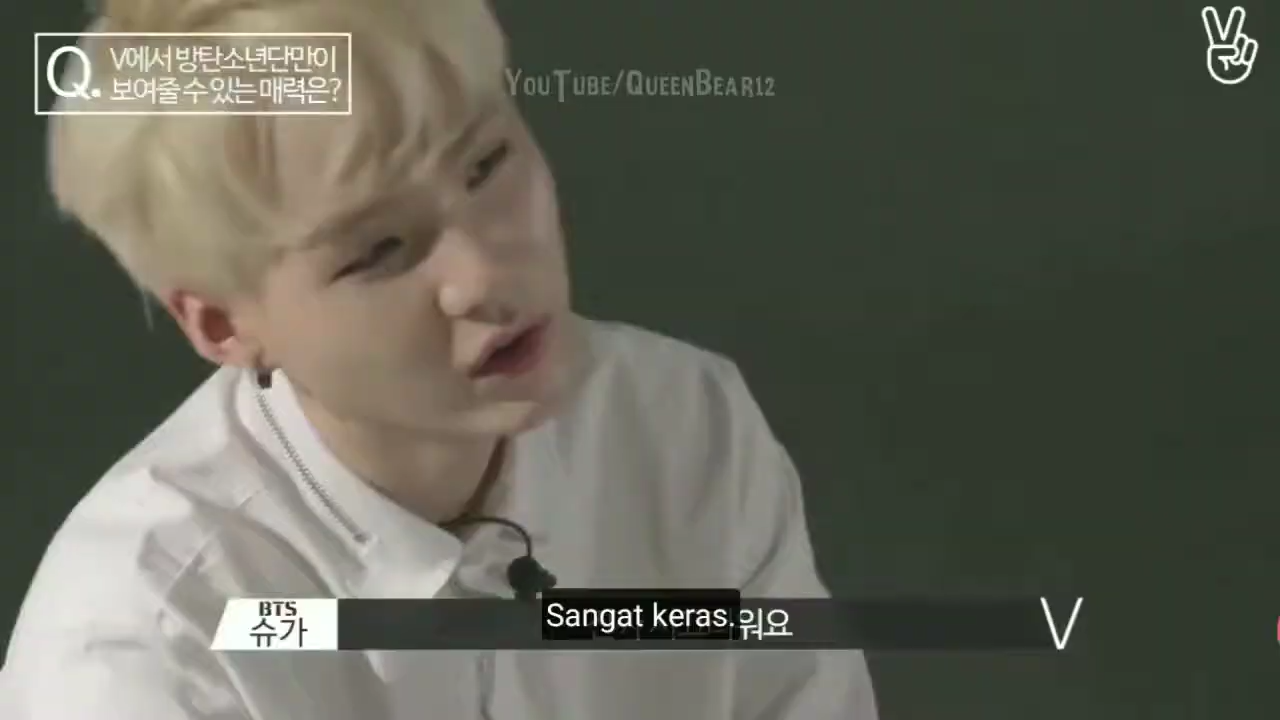 Q. V에서 방탄소년단만이
보여줄 수 있는 매력은?
YOUTUBE/QUEENBEAR12
V
BTS
슈가
Sangat keras.
워요
V